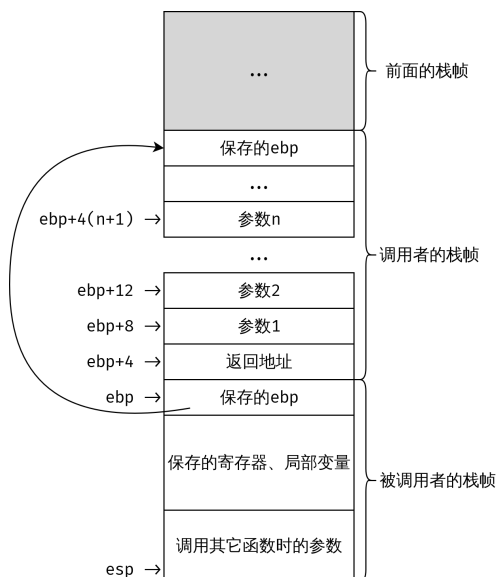 ...
前面的栈帧
保存的ebp
...
ebp+4(n+1)
参数n
...
调用者的栈帧
ebp+12
参数2
ebp+8
参数1
ebp+4
返回地址
ebp
保存的ebp
保存的寄存器、局部变量
被调用者的栈帧
调用其它函数时的参数
esp